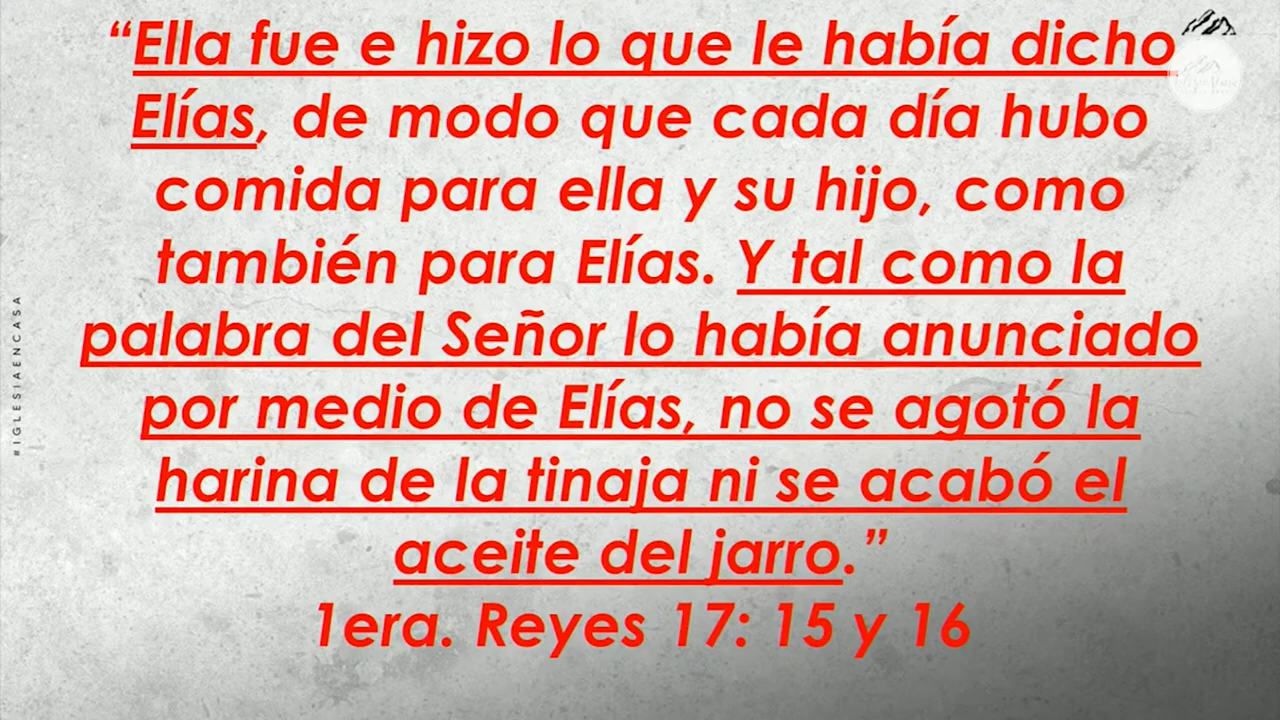 “Ella fue e hizo lo que le había dicho
Elías, de modo que cada día hubo
comida para ella y su hijo, como
también para Elías. Y tal como la
palabra del Señor lo había anunciado
por medio de Elías, no se agotó la
harina de la tinaja ni se acabó el
aceite del jarro.”
1era. Reyes 17: 15 y 16
#IGLESIAENCASA